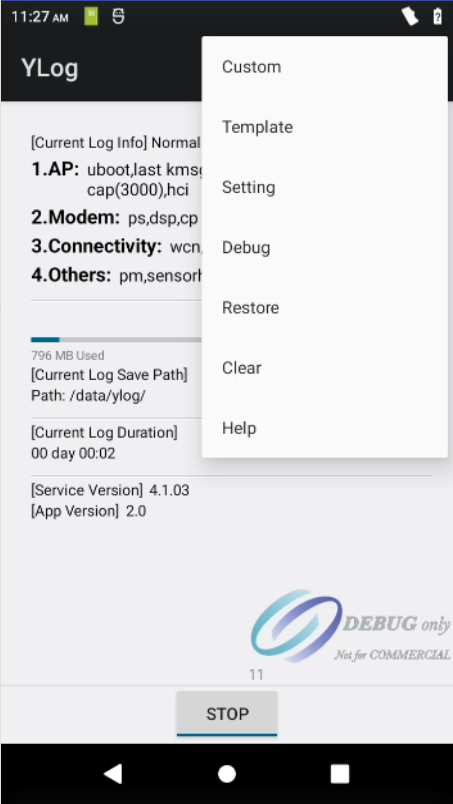 11:27 AM
YLog
Custom
Template
Setting
Debug
Restore
Clear
Help
[Current Log Info] Normal
1.AP: uboot,last kmsg
cap(3000),hci
2.Modem: ps,dsp,cp
3.Connectivity: wcn,
4.Others: pm,sensorh
796 MB Used
[Current Log Save Path]
Path: /data/ylog/
[Current Log Duration]
00 day 00:02
[Service Version] 4.1.03
[App Version] 2.0
DEBUG only
Not for COMMERCIAL
11
STOP